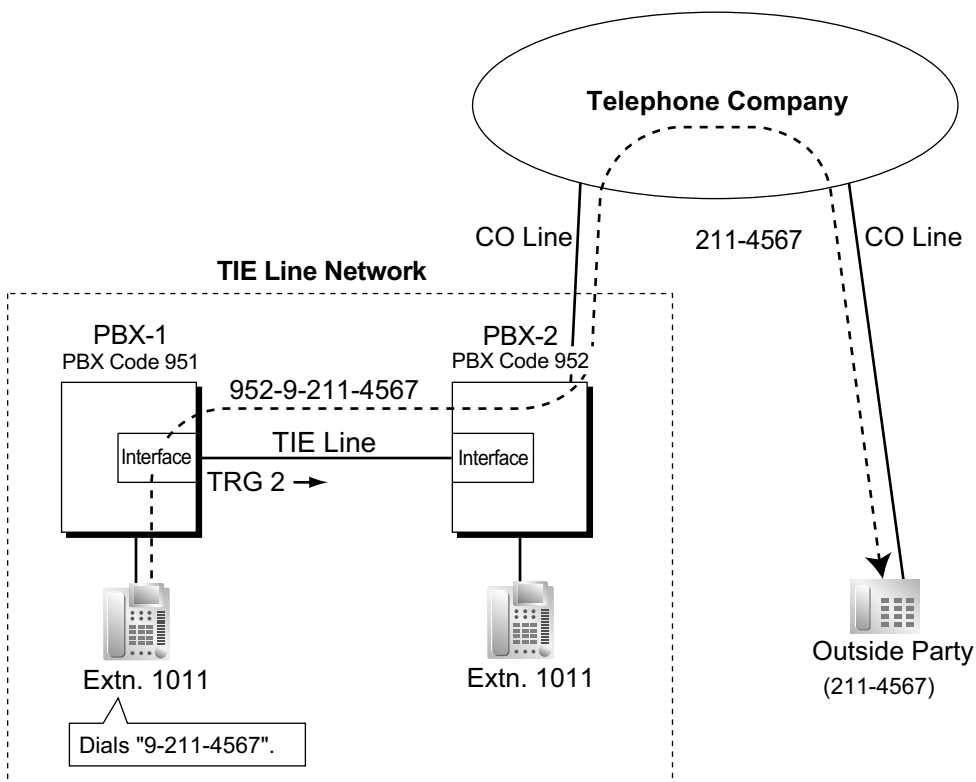 Telephone Company
CO Line
211-4567
CO Line
TIE Line Network
PBX-1
PBX Code 951
PBX-2
PBX Code 952
952-9-211-4567
Interface
TIE Line
Interface
TRG 2 →
Extn. 1011
Extn. 1011
Outside Party
(211-4567)
Dials "9-211-4567".